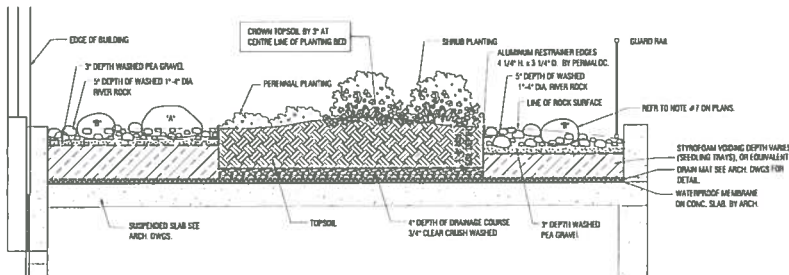 EDGE OF BUILDING
3" DEPTH WASHED PEA GRAVEL
5" DEPTH OF WASHED 1"-4" DIA.
RIVER ROCK
CROWN TOPSOIL BY 3" AT
CENTRE LINE OF PLANTING BED
PERENNIAL PLANTING
SHRUB PLANTING
ALUMINUM RESTRAINER EDGES
4 1/4" H. x 3 1/4" D. BY PERMALOC.
5" DEPTH OF WASHED
1"-4" DIA. RIVER ROCK
LINE OF ROCK SURFACE
GUARD RAIL
REFR TO NOTE #7 ON PLANS.
"B"
"A"
"B"
STYROFOAM VOIDING DEPTH VARIES
(SEEDLING TRAYS), OR EQUIVALENT
DRAIN MAT SEE ARCH. DWGS FOR
DETAIL.
WATERPROOF MEMBRANE
ON CONC. SLAB. BY ARCH.
SUSPENDED SLAB SEE
ARCH. DWGS.
TOPSOIL
4" DEPTH OF DRAINAGE COURSE
3/4" CLEAR CRUSH WASHED
3" DEPTH WASHED
PEA GRAVEL